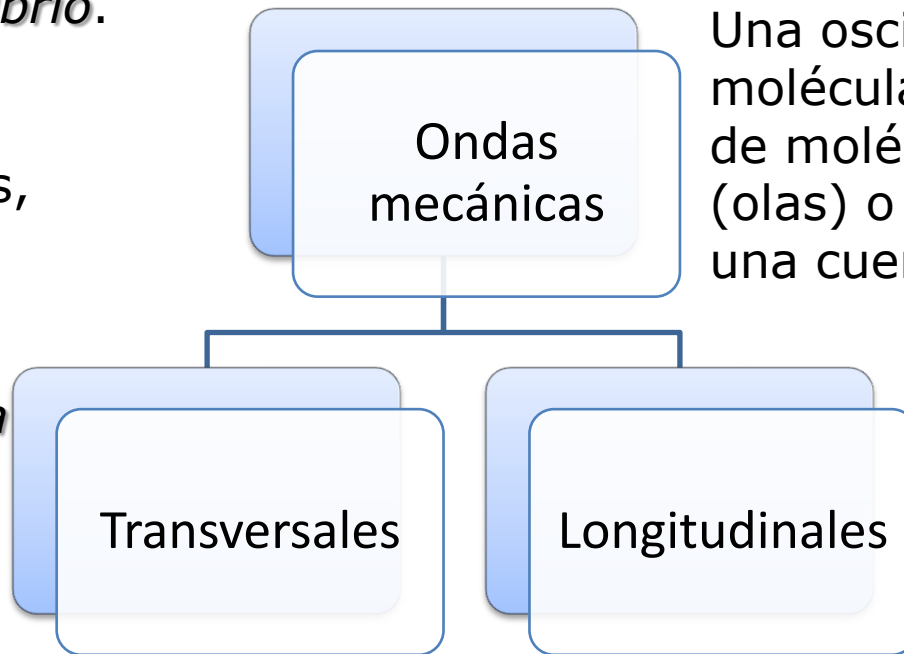 brio.
s,
a
Ondas
mecánicas
Una osci
molécula
de molé
(olas) o
una cuer
Transversales
Longitudinales